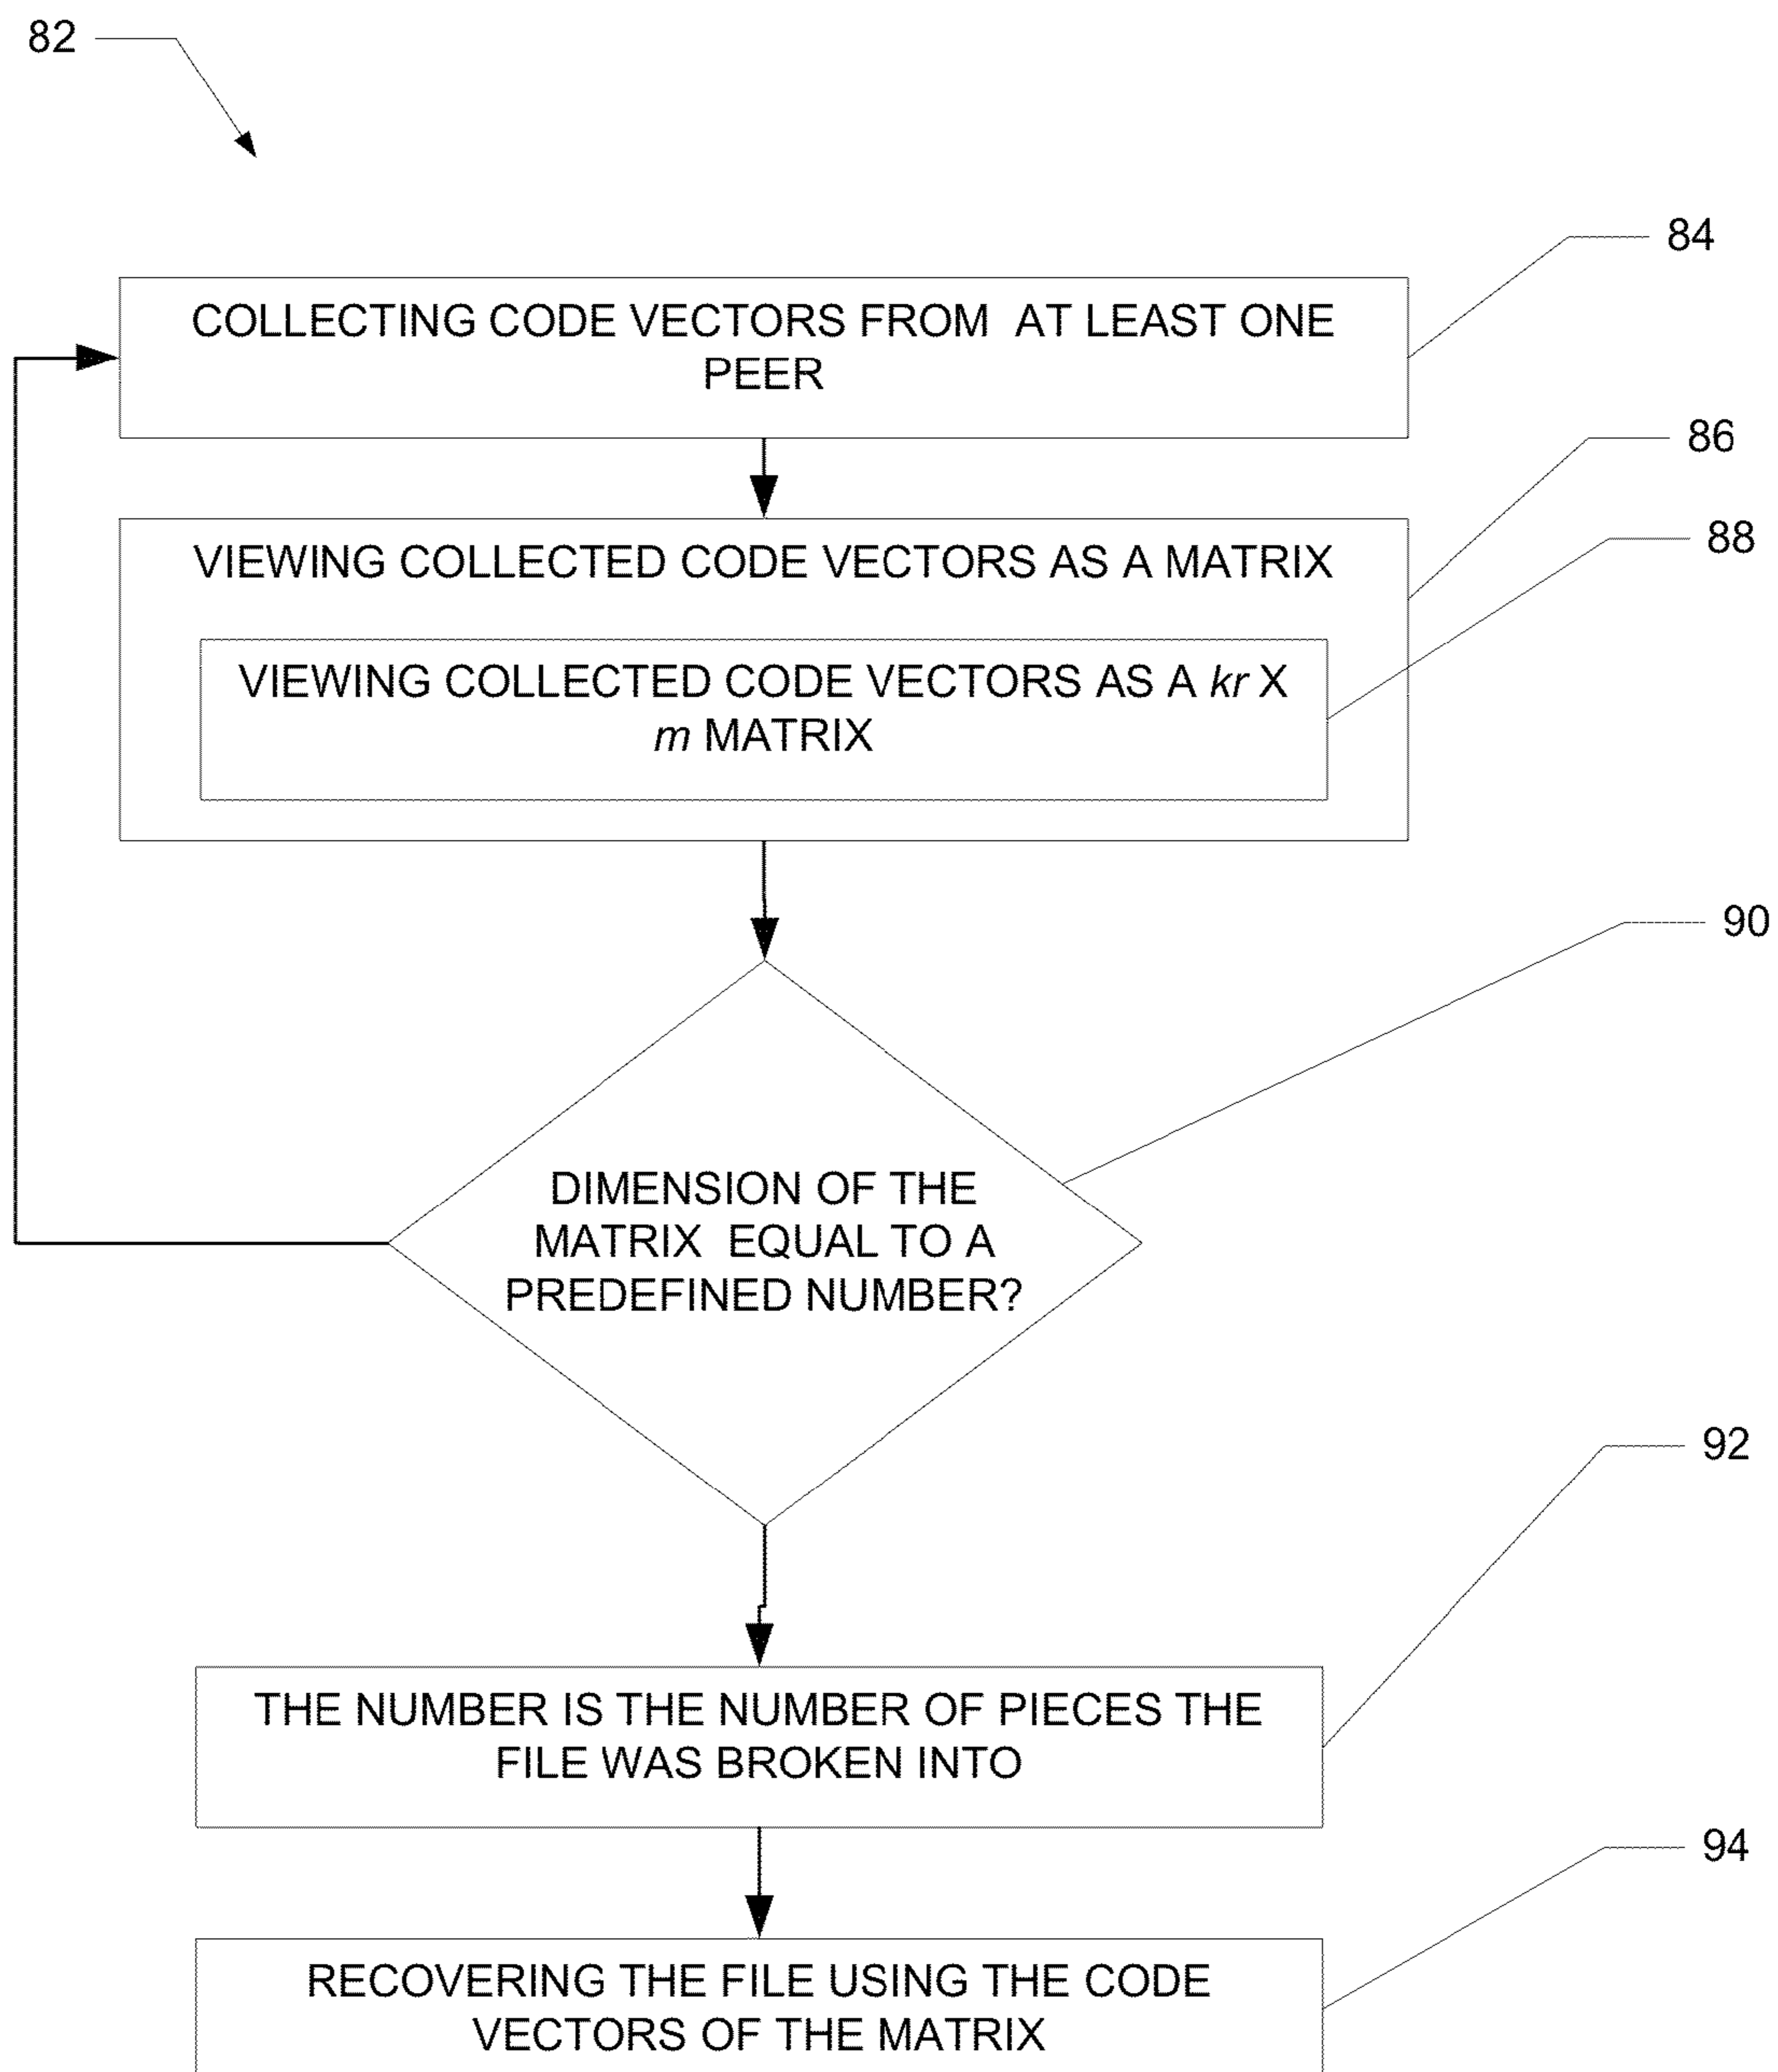 82
84
COLLECTING CODE VECTORS FROM AT LEAST ONE
PEER
86
VIEWING COLLECTED CODE VECTORS AS A MATRIX
88
VIEWING COLLECTED CODE VECTORS AS A kr X
m MATRIX
90
DIMENSION OF THE
MATRIX EQUAL TO A
PREDEFINED NUMBER?
92
THE NUMBER IS THE NUMBER OF PIECES THE
FILE WAS BROKEN INTO
94
RECOVERING THE FILE USING THE CODE
VECTORS OF THE MATRIX